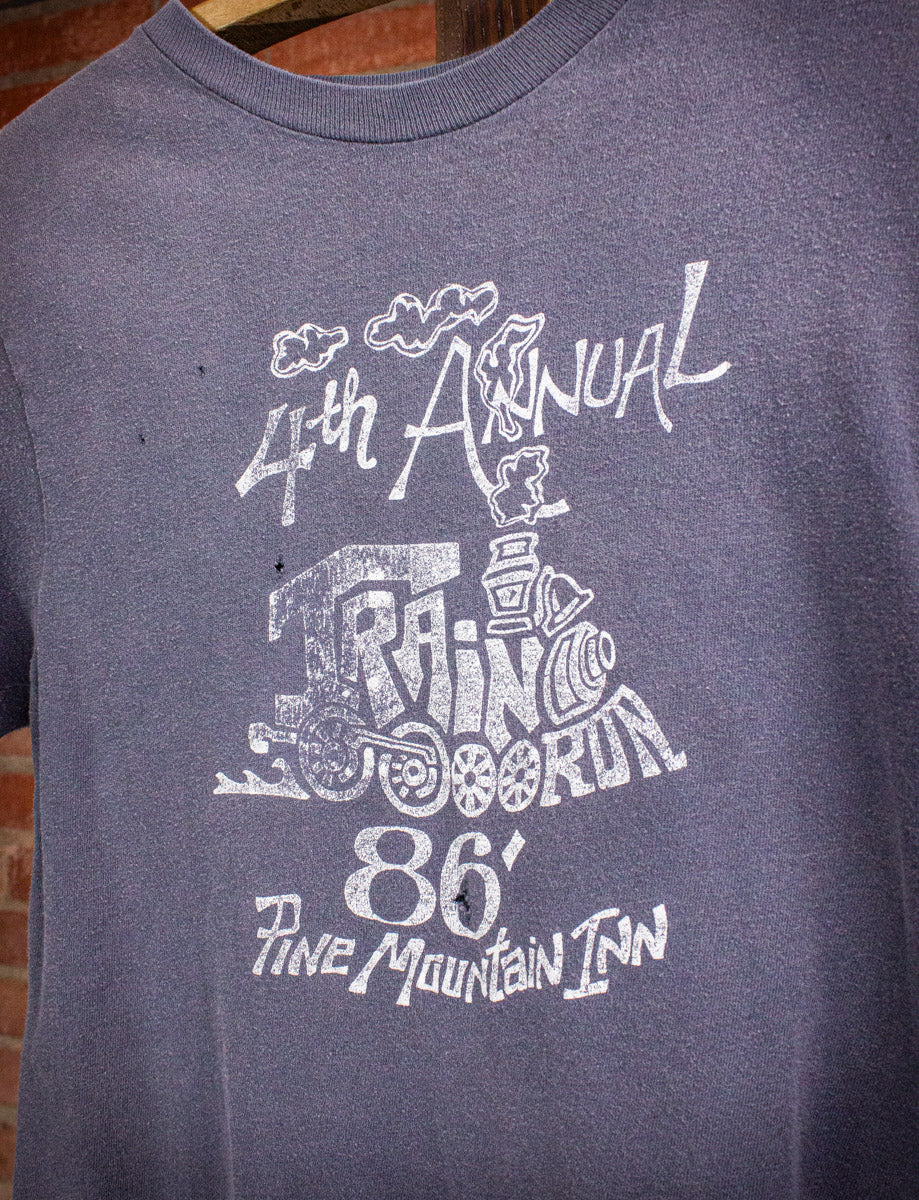 4th Annual
Train
Run
86'
Pine Mountain Inn